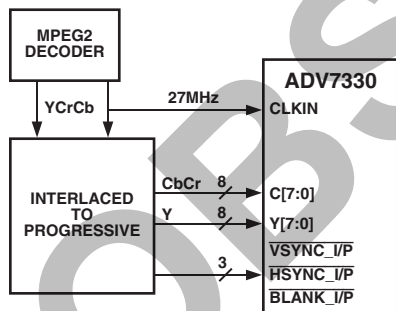 MPEG2
DECODER
YCrCb
27MHz
ADV7330
CLKIN
INTERLACED
TO
PROGRESSIVE
CbCr
8
C[7:0]
Y
8
Y[7:0]
VSYNC_I/P
3
HSYNC_I/P
BLANK_I/P
OBS